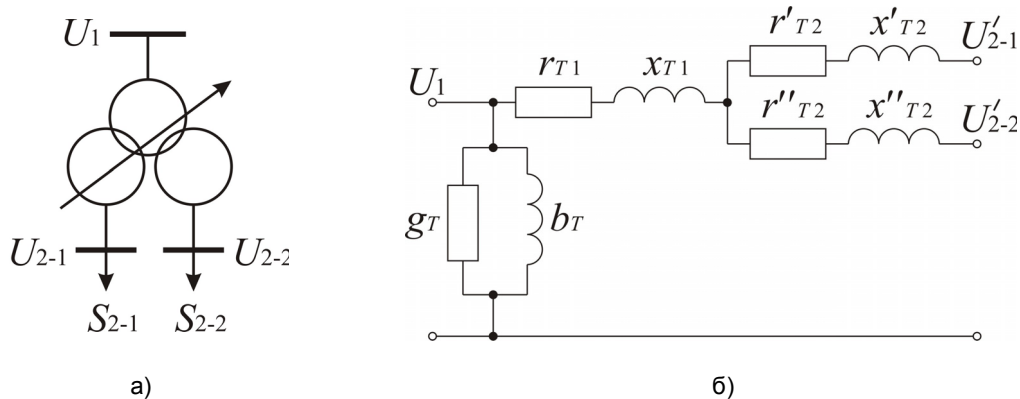 U1
U2-1
U2-2
S2-1
S2-2
а)
U1
rT1
xT1
r'T2
x'T2
U'2-1
r''T2
x''T2
U'2-2
gT
bT
б)